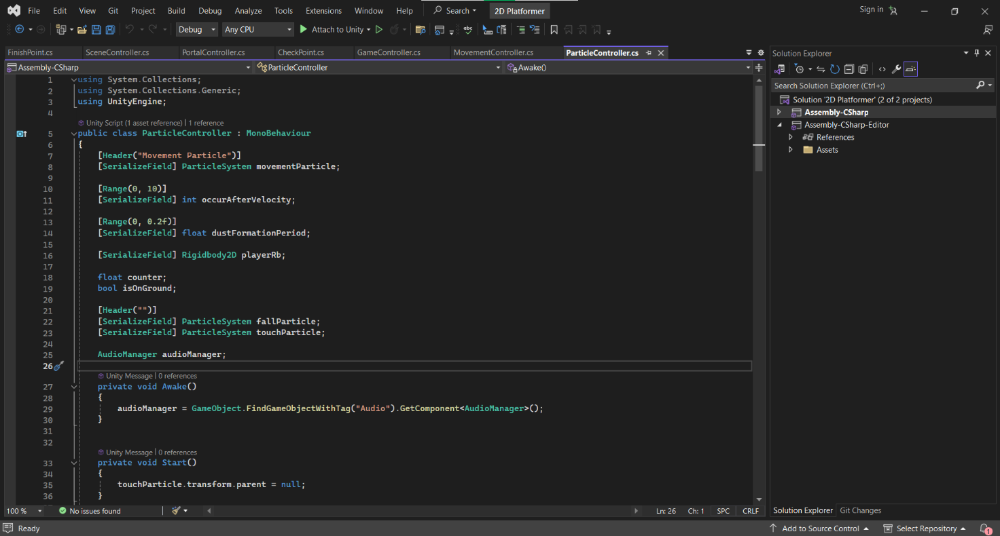 File Edit View Git Project Build Debug Analyze Tools Extensions Window Help Search 2D Platformer Sign in
Debug Any CPU Attach to Unity
FinishPoint.cs SceneController.cs PortalController.cs CheckPoint.cs GameController.cs MovementController.cs ParticleController.cs
Assembly-CSharp ParticleController Awake()
1 using System.Collections;
2 using System.Collections.Generic;
3 using UnityEngine;
4
Unity Script (1 asset reference) | 1 reference
5 public class ParticleController : MonoBehaviour
6 {
7 [Header("Movement Particle")]
8 [SerializeField] ParticleSystem movementParticle;
9
10 [Range(0, 10)]
11 [SerializeField] int occurAfterVelocity;
12
13 [Range(0, 0.2f)]
14 [SerializeField] float dustFormationPeriod;
15
16 [SerializeField] Rigidbody2D playerRb;
17
18 float counter;
19 bool isOnGround;
20
21 [Header("")]
22 [SerializeField] ParticleSystem fallParticle;
23 [SerializeField] ParticleSystem touchParticle;
24
25 AudioManager audioManager;
26
Unity Message | 0 references
27 private void Awake()
28 {
29 audioManager = GameObject.FindGameObjectWithTag("Audio").GetComponent<AudioManager>();
30 }
31
32
Unity Message | 0 references
33 private void Start()
34 {
35 touchParticle.transform.parent = null;
36 }
100 % No issues found Ln: 26 Ch: 1 SPC CRLF
Solution Explorer
Search Solution Explorer (Ctrl+;)
Solution '2D Platformer' (2 of 2 projects)
Assembly-CSharp
Assembly-CSharp-Editor
References
Assets
Solution Explorer Git Changes
Ready Add to Source Control Select Repository 1